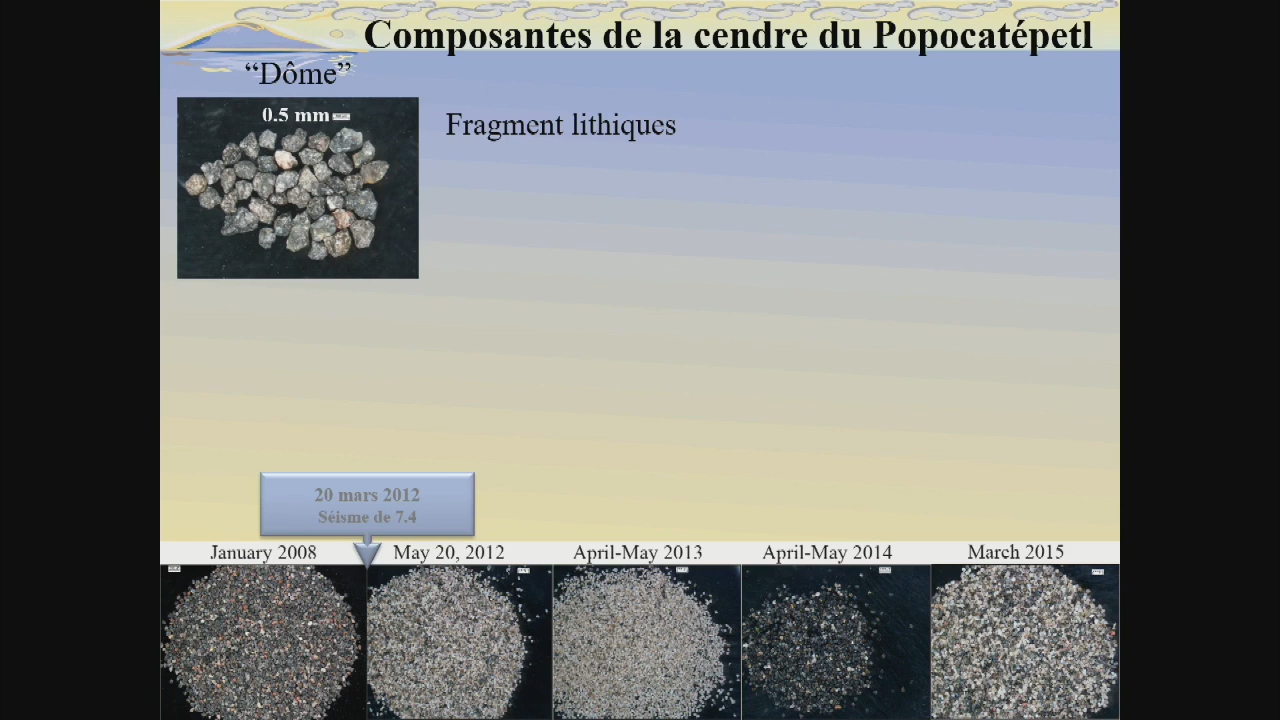 Composantes de la cendre du Popocatépetl
“Dôme”
0.5 mm
Fragment lithiques
20 mars 2012
Séisme de 7.4
January 2008
May 20, 2012
April-May 2013
April-May 2014
March 2015